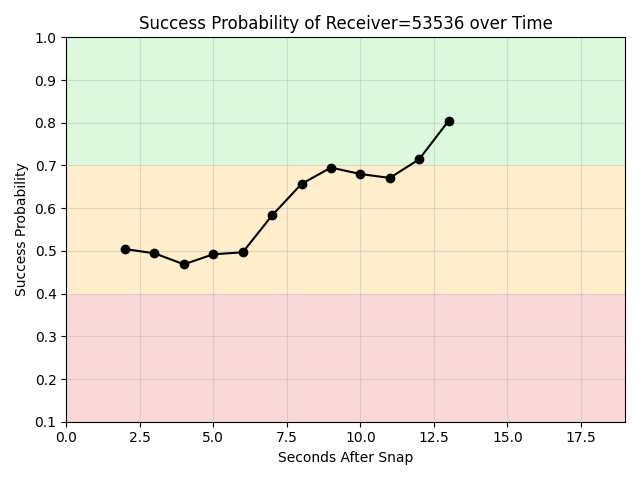 Success Probability of Receiver=53536 over Time
1.0
0.9
0.8
0.7
0.6
0.5
0.4
0.3
0.2
0.1
Success Probability
0.0 2.5 5.0 7.5 10.0 12.5 15.0 17.5
Seconds After Snap